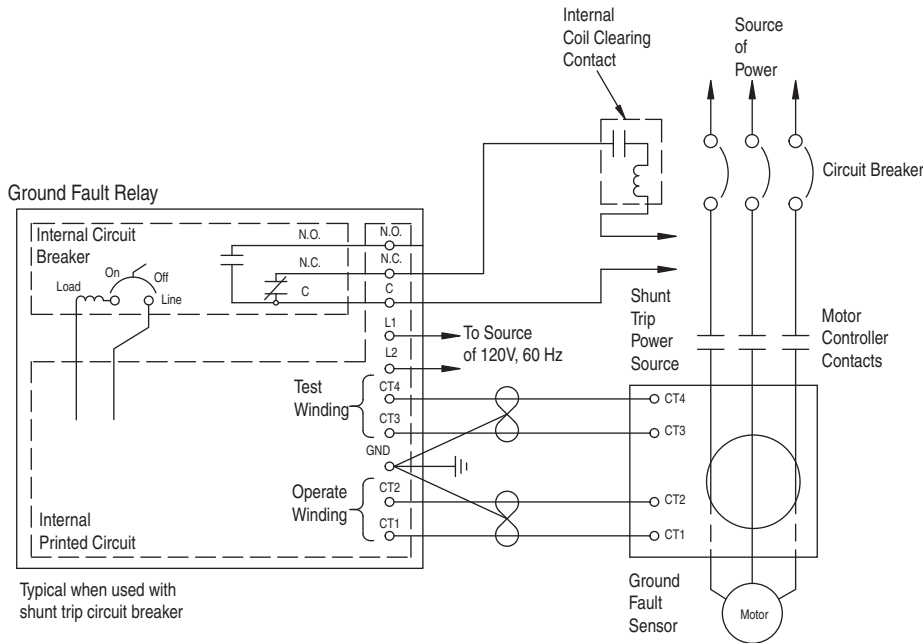 Internal
Coil Clearing
Contact
Source
of
Power
Circuit Breaker
Ground Fault Relay
Internal Circuit
Breaker
On
Off
Load
Line
N.O.
N.C.
C
N.O.
N.C.
C
L1
L2
To Source
of 120V, 60 Hz
Shunt
Trip
Power
Source
Motor
Controller
Contacts
Test
Winding
CT4
CT3
GND
Operate
Winding
CT2
CT1
CT4
CT3
CT2
CT1
Internal
Printed Circuit
Typical when used with
shunt trip circuit breaker
Ground
Fault
Sensor
Motor